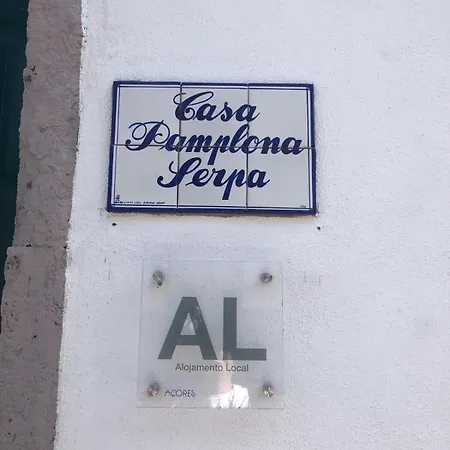 Casa
Pamplona
Serpa
AL
Alojamento Local
AÇORES